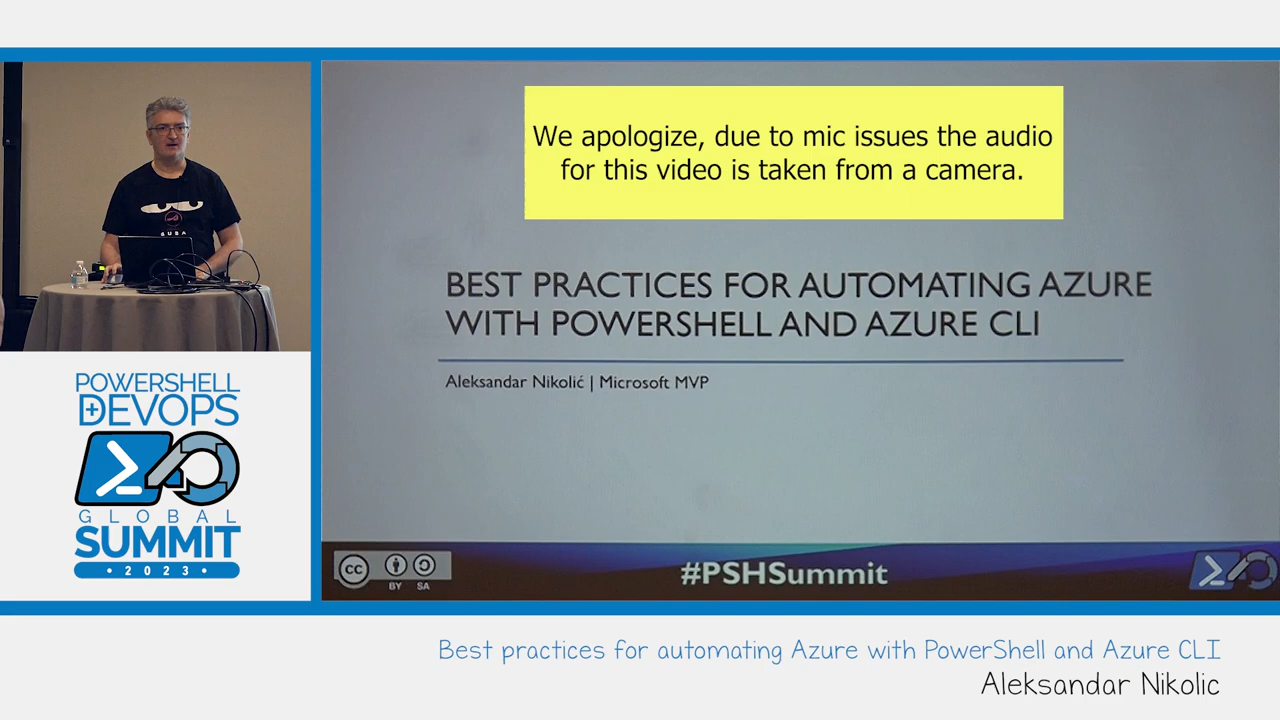 We apologize, due to mic issues the audio
for this video is taken from a camera.
BEST PRACTICES FOR AUTOMATING AZURE
WITH POWERSHELL AND AZURE CLI
Aleksandar Nikolić | Microsoft MVP
cc
BY SA
#PSHSummit
SUBA
POWERSHELL
+DEVOPS
GLOBAL
SUMMIT
• 2023 •
Best practices for automating Azure with PowerShell and Azure CLI
Aleksandar Nikolic